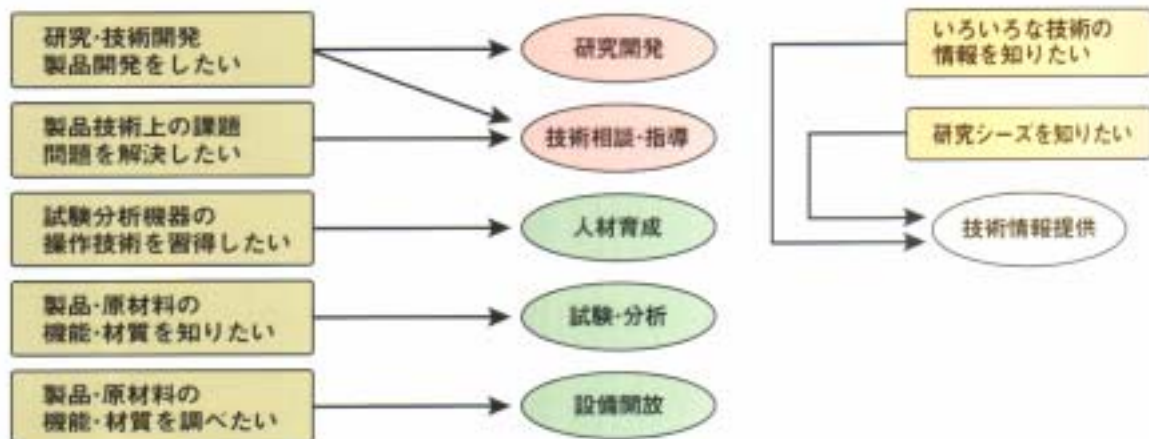 研究・技術開発
製品開発をしたい
研究開発
製品技術上の課題
問題を解決したい
技術相談・指導
試験分析機器の
操作技術を習得したい
人材育成
製品・原材料の
機能・材質を知りたい
試験・分析
製品・原材料の
機能・材質を調べたい
設備開放
いろいろな技術の
情報を知りたい
研究シーズを知りたい
技術情報提供